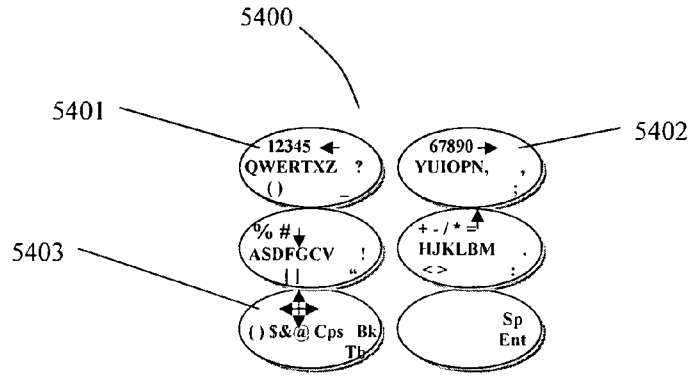 5400
5401
12345 ←
QWERTXZ ?
( ) _
67890 →
YUIOPN, ,
;
5402
% # ↓
ASDFGCV !
[ ] “
+ - / * = ↑
HJKLBM .
< > :
5403
( ) $&@ Cps Bk
Tb
Sp
Ent